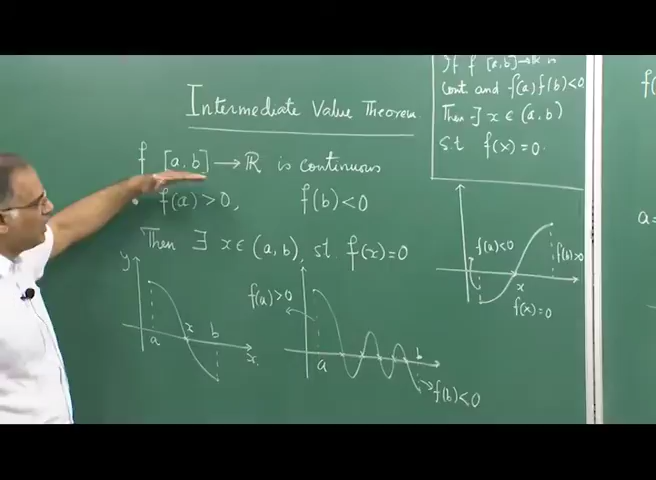 Intermediate Value Theorem
f [a, b] → ℝ is continuous
f(a) > 0, f(b) < 0
Then ∃ x ∈ (a, b), st. f(x) = 0
If f [a, b] → ℝ is
cont and f(a) f(b) < 0
Then ∃ x ∈ (a, b)
s.t f(x) = 0.
y
a
x
b
x
f(a) > 0
a
b
f(b) < 0
f(a) < 0
f(b) > 0
x
f(x) = 0
f(
a =